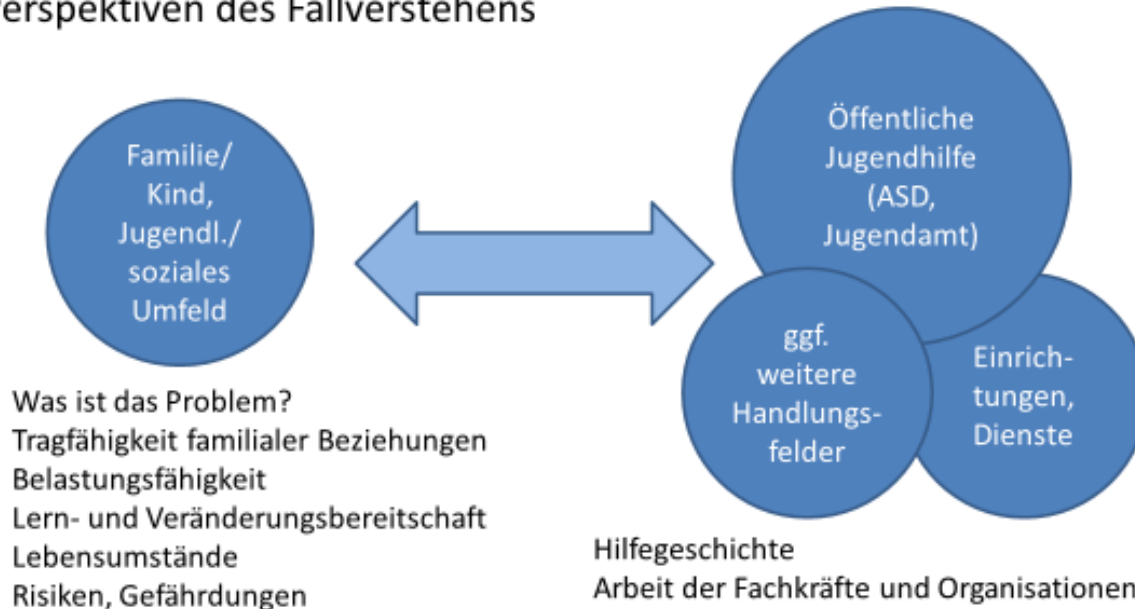 Perspektiven des Fallverstehens
Familie/
Kind,
Jugendl./
soziales
Umfeld
Öffentliche
Jugendhilfe
(ASD,
Jugendamt)
ggf.
weitere
Handlungs-
felder
Einrich-
tungen,
Dienste
Was ist das Problem?
Tragfähigkeit familialer Beziehungen
Belastungsfähigkeit
Lern- und Veränderungsbereitschaft
Lebensumstände
Risiken, Gefährdungen
Hilfegeschichte
Arbeit der Fachkräfte und Organisationen